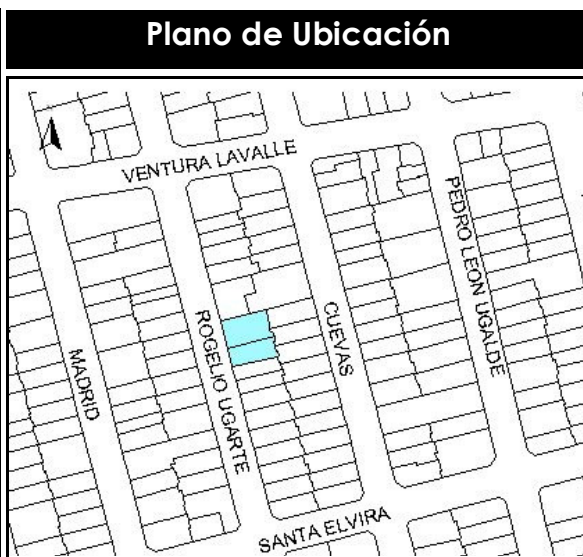 Plano de Ubicación
VENTURA LAVALLE
PEDRO LEON UGALDE
ROGELIO UGARTE
CUEVAS
MADRID
SANTA ELVIRA